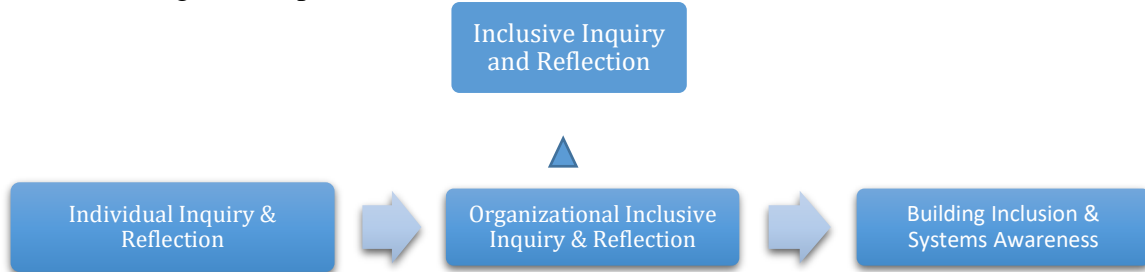 Inclusive Inquiry
and Reflection
Individual Inquiry &
Reflection
Organizational Inclusive
Inquiry & Reflection
Building Inclusion &
Systems Awareness